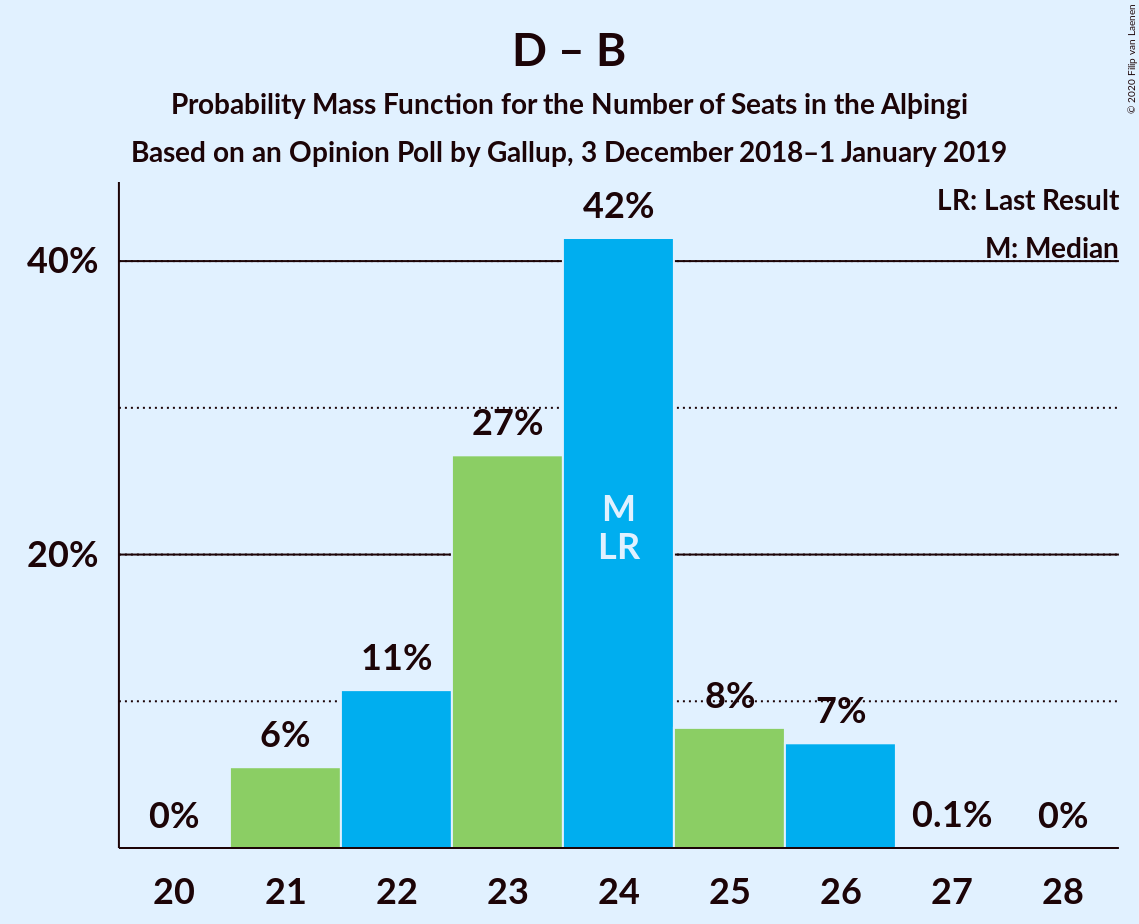 D – B
Probability Mass Function for the Number of Seats in the Alþingi
Based on an Opinion Poll by Gallup, 3 December 2018–1 January 2019
© 2020 Filip van Laenen
LR: Last Result
M: Median
40%
20%
0%
6%
11%
27%
42%
M
LR
8%
7%
0.1%
0%
20 21 22 23 24 25 26 27 28